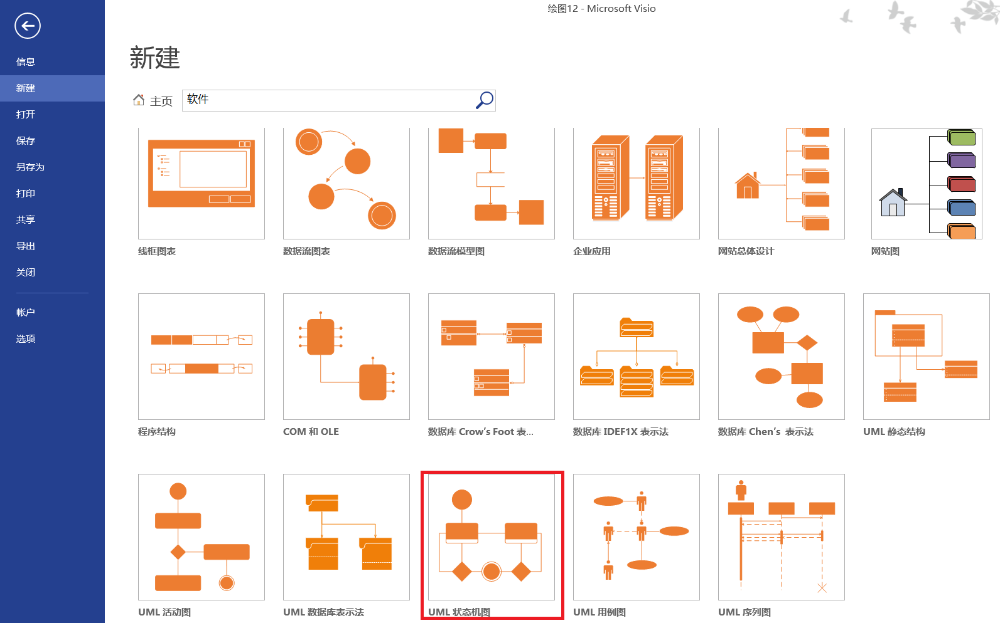 绘图12 - Microsoft Visio
信息
新建
打开
保存
另存为
打印
共享
导出
关闭
帐户
选项
新建
主页
软件
线框图表
数据流图表
数据流模型图
企业应用
网站总体设计
网站图
程序结构
COM 和 OLE
数据库 Crow's Foot 表...
数据库 IDEF1X 表示法
数据库 Chen's 表示法
UML 静态结构
UML 活动图
UML 数据库表示法
UML 状态机图
UML 用例图
UML 序列图